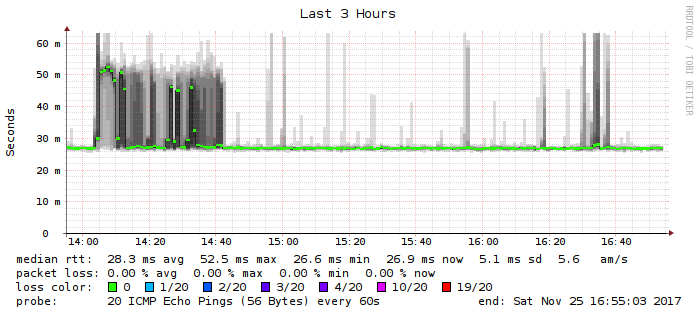 Last 3 Hours
RRDTOOL / TOBI OETIKER
Seconds
60 m
50 m
40 m
30 m
20 m
10 m
0
14:00 14:20 14:40 15:00 15:20 15:40 16:00 16:20 16:40
median rtt: 28.3 ms avg 52.5 ms max 26.6 ms min 26.9 ms now 5.1 ms sd 5.6 am/s
packet loss: 0.00 % avg 0.00 % max 0.00 % min 0.00 % now
loss color: 0 1/20 2/20 3/20 4/20 10/20 19/20
probe: 20 ICMP Echo Pings (56 Bytes) every 60s end: Sat Nov 25 16:55:03 2017